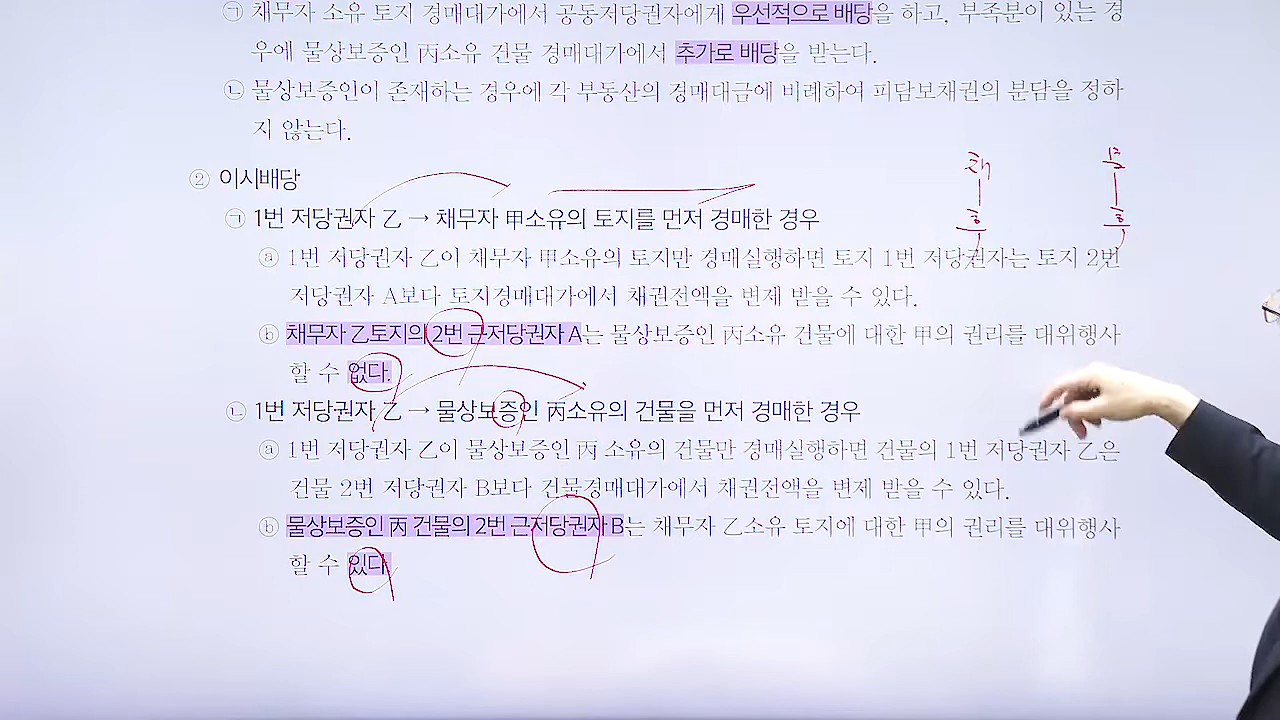 ㉠ 채무자 소유 토지 경매대가에서 공동저당권자에게 우선적으로 배당을 하고, 부족분이 있는 경
우에 물상보증인 丙소유 건물 경매대가에서 추가로 배당을 받는다.
㉡ 물상보증인이 존재하는 경우에 각 부동산의 경매대금에 비례하여 피담보채권의 분담을 정하
지 않는다.
② 이시배당
㉠ 1번 저당권자 乙 → 채무자 甲소유의 토지를 먼저 경매한 경우
ⓐ 1번 저당권자 乙이 채무자 甲소유의 토지만 경매실행하면 토지 1번 저당권자는 토지 2번
저당권자 A보다 토지경매대가에서 채권전액을 변제 받을 수 있다.
ⓑ 채무자 乙토지의 2번 근저당권자 A는 물상보증인 丙소유 건물에 대한 甲의 권리를 대위행사
할 수 없다.
㉡ 1번 저당권자 乙 → 물상보증인 丙소유의 건물을 먼저 경매한 경우
ⓐ 1번 저당권자 乙이 물상보증인 丙 소유의 건물만 경매실행하면 건물의 1번 저당권자 乙은
건물 2번 저당권자 B보다 건물경매대가에서 채권전액을 변제 받을 수 있다.
ⓑ 물상보증인 丙 건물의 2번 근저당권자 B는 채무자 乙소유 토지에 대한 甲의 권리를 대위행사
할 수 있다.